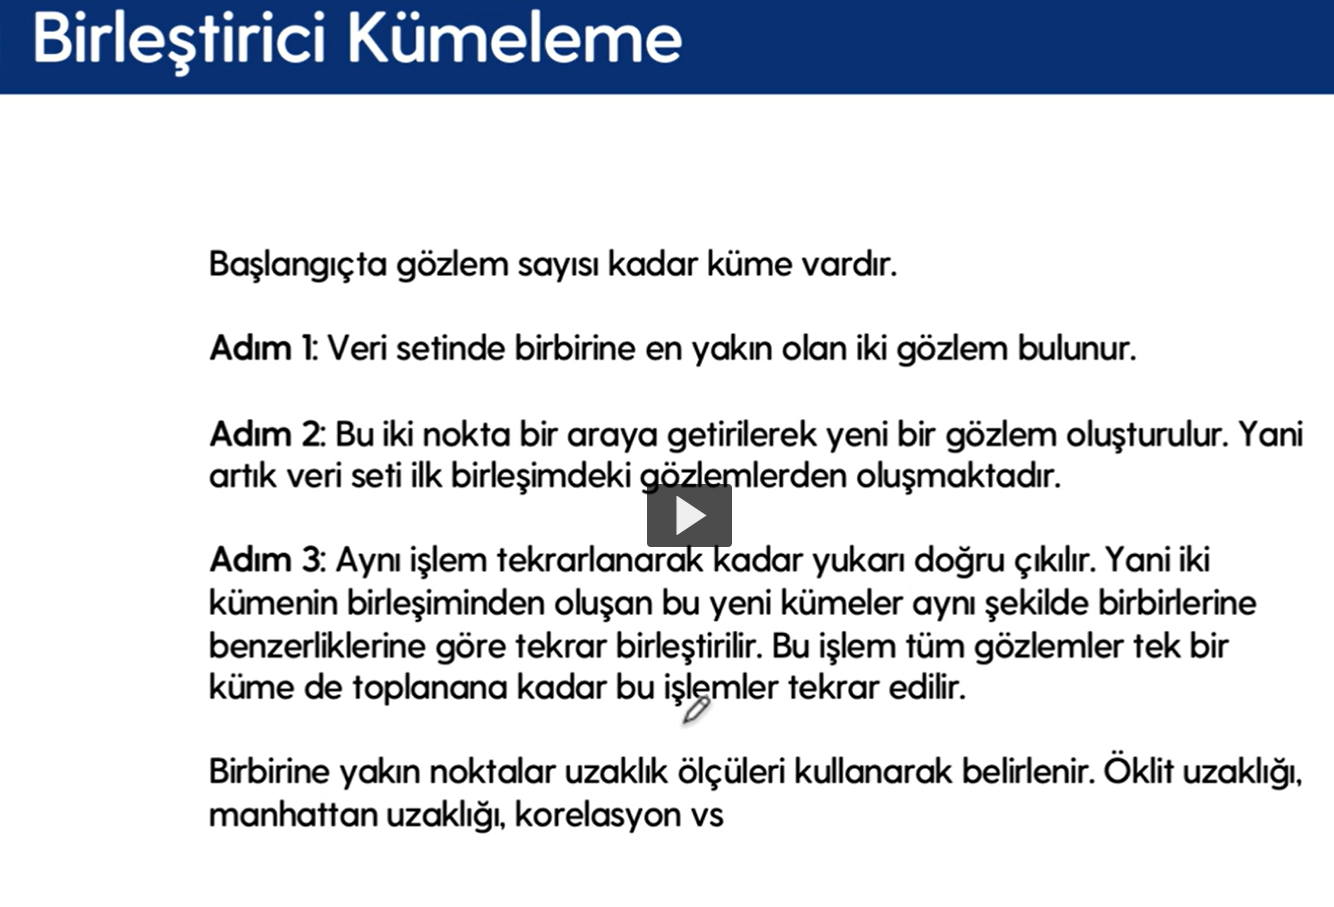 Birleştirici Kümeleme
Başlangıçta gözlem sayısı kadar küme vardır.
Adım 1: Veri setinde birbirine en yakın olan iki gözlem bulunur.
Adım 2: Bu iki nokta bir araya getirilerek yeni bir gözlem oluşturulur. Yani
artık veri seti ilk birleşimdeki gözlemlerden oluşmaktadır.
Adım 3: Aynı işlem tekrarlanarak kadar yukarı doğru çıkılır. Yani iki
kümenin birleşiminden oluşan bu yeni kümeler aynı şekilde birbirlerine
benzerliklerine göre tekrar birleştirilir. Bu işlem tüm gözlemler tek bir
küme de toplanana kadar bu işlemler tekrar edilir.
Birbirine yakın noktalar uzaklık ölçüleri kullanarak belirlenir. Öklit uzaklığı,
manhattan uzaklığı, korelasyon vs